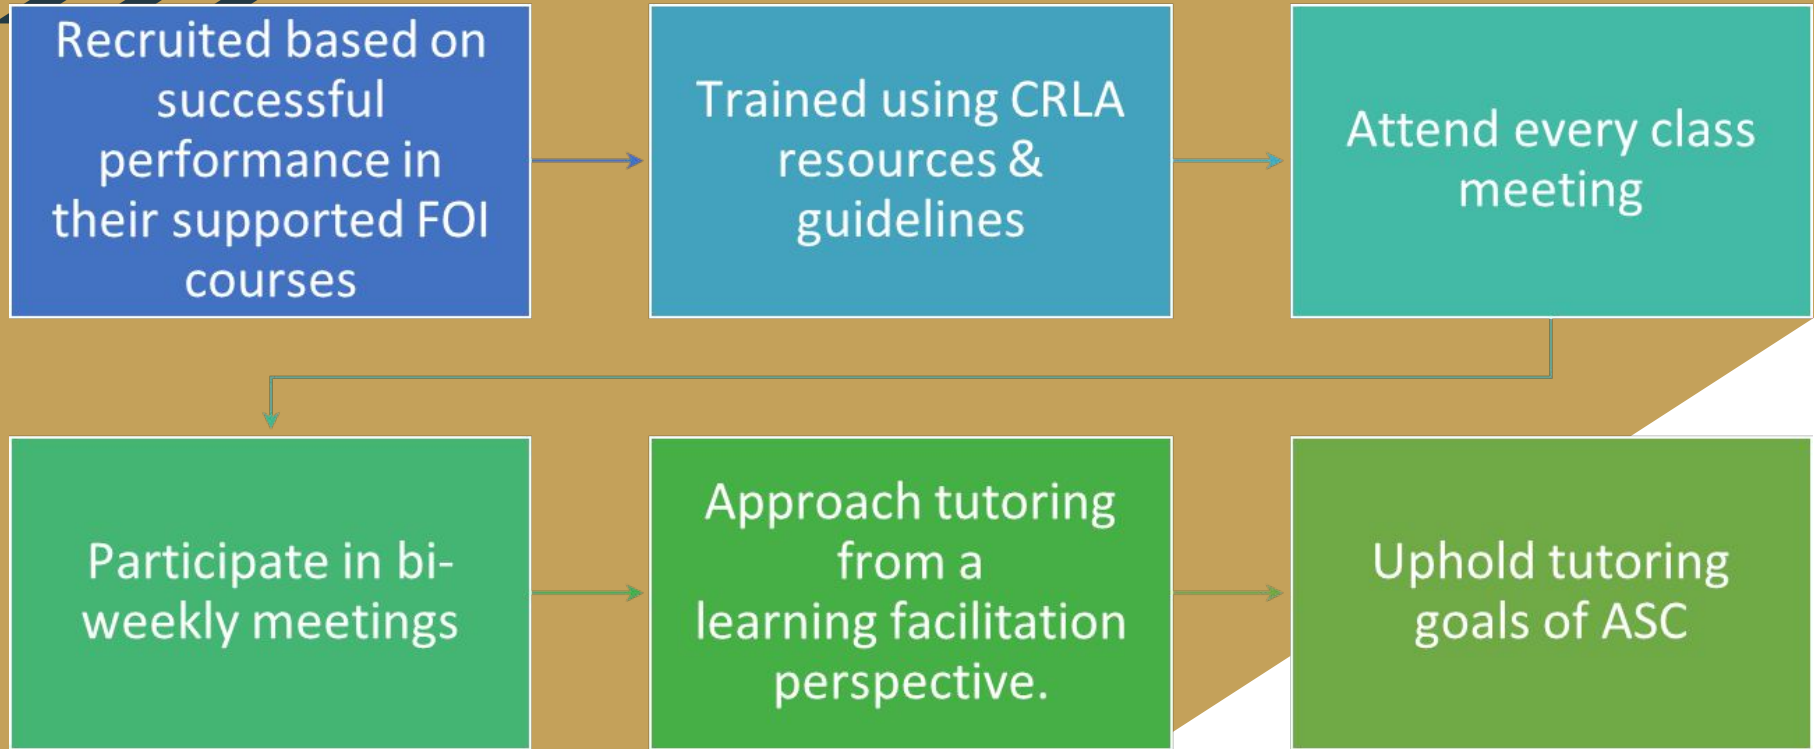 Recruited based on
successful
performance in
their supported FOI
courses
Trained using CRLA
resources &
guidelines
Attend every class
meeting
Participate in bi-
weekly meetings
Approach tutoring
from a
learning facilitation
perspective.
Uphold tutoring
goals of ASC